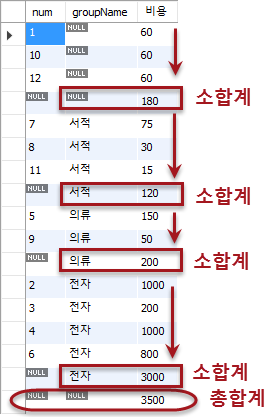 num groupName 비용
1 NULL 60
10 NULL 60
12 NULL 60
NULL NULL 180 소합계
7 서적 75
8 서적 30
11 서적 15
NULL 서적 120 소합계
5 의류 150
9 의류 50
NULL 의류 200 소합계
2 전자 1000
3 전자 200
4 전자 1000
6 전자 800
NULL 전자 3000 소합계
NULL NULL 3500 총합계